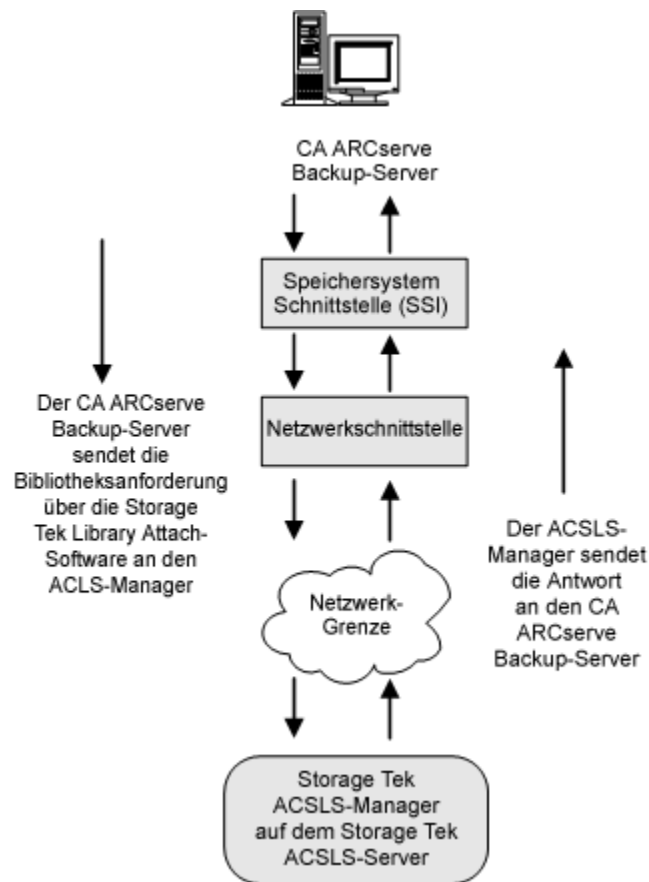 CA ARCserve
Backup-Server
Speichersystem
Schnittstelle (SSI)
Netzwerkschnittstelle
Der CA ARCserve
Backup-Server
sendet die
Bibliotheksanforderung
über die Storage
Tek Library Attach-
Software an den
ACLS-Manager
Netzwerk-
Grenze
Der ACSLS-
Manager sendet
die Antwort
an den CA
ARCserve
Backup-Server
Storage Tek
ACSLS-Manager
auf dem Storage Tek
ACSLS-Server